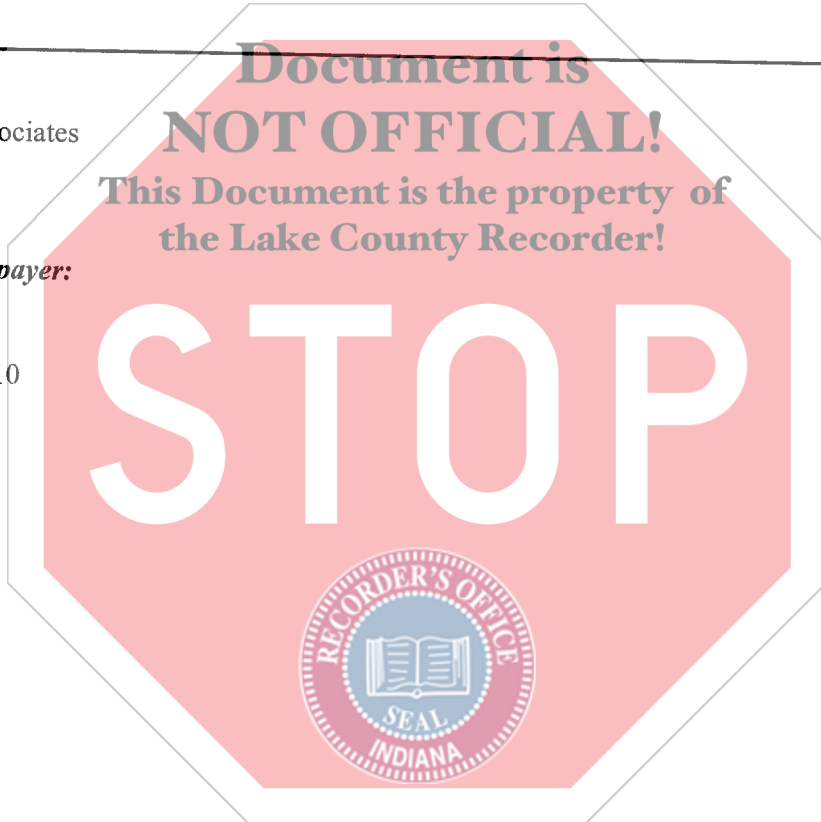 Document is
ociates
NOT OFFICIAL!
This Document is the property of
the Lake County Recorder!
payer:
STOP
0
RECORDER'S OFFICE
SEAL
INDIANA